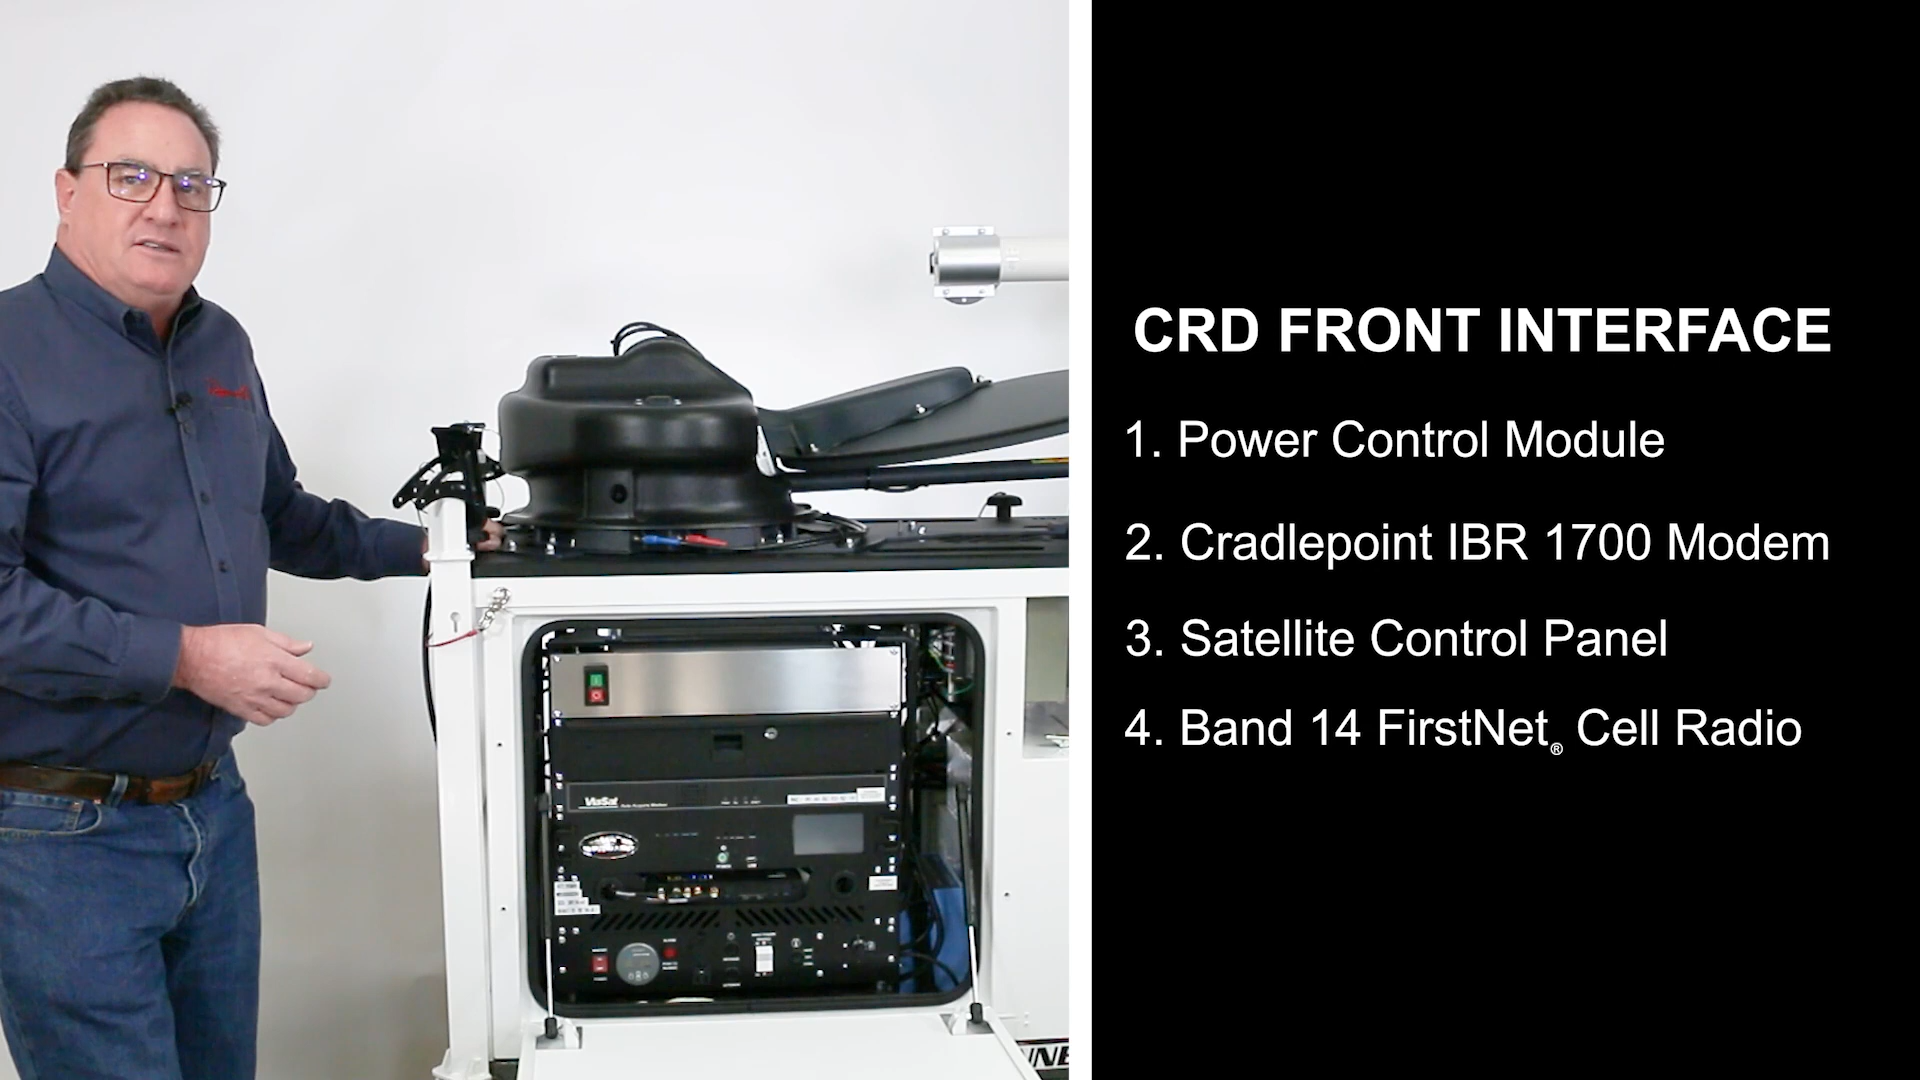 CRD FRONT INTERFACE
1. Power Control Module
2. Cradlepoint IBR 1700 Modem
3. Satellite Control Panel
4. Band 14 FirstNet® Cell Radio
ViaSat